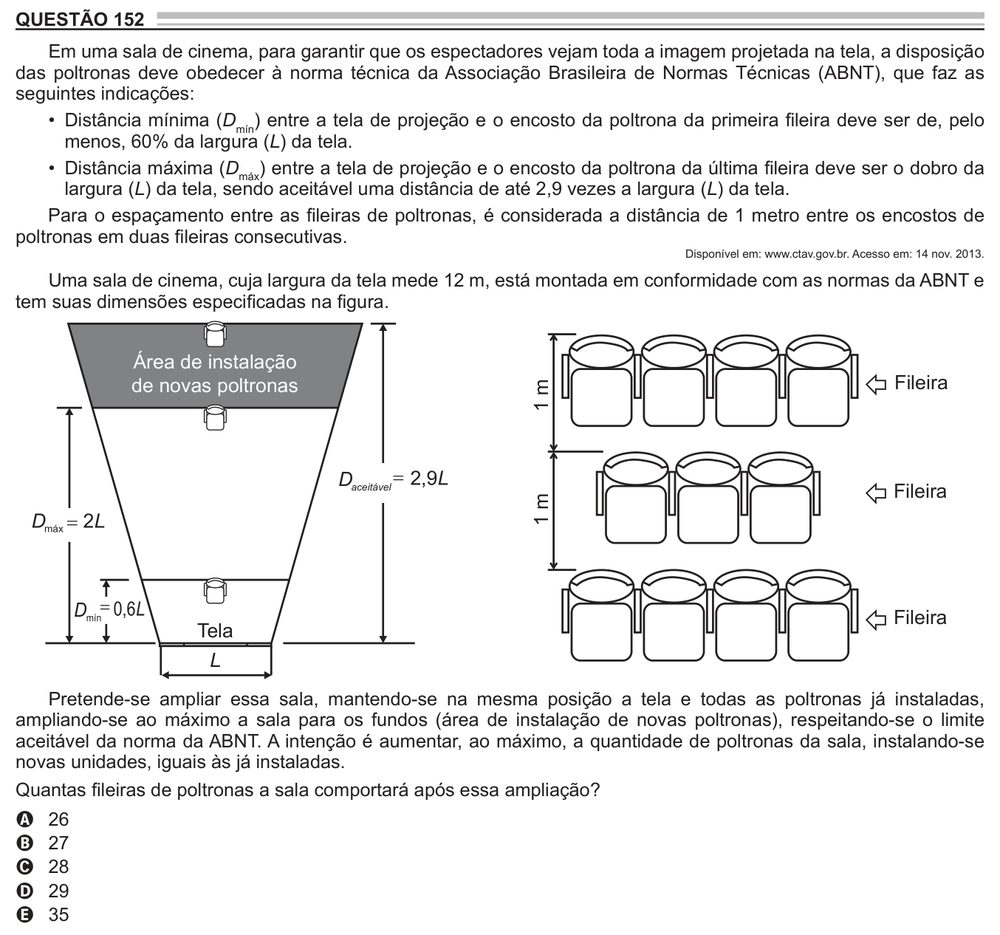 QUESTÃO 152
Em uma sala de cinema, para garantir que os espectadores vejam toda a imagem projetada na tela, a disposição
das poltronas deve obedecer à norma técnica da Associação Brasileira de Normas Técnicas (ABNT), que faz as
seguintes indicações:
• Distância mínima (Dmín) entre a tela de projeção e o encosto da poltrona da primeira fileira deve ser de, pelo
menos, 60% da largura (L) da tela.
• Distância máxima (Dmáx) entre a tela de projeção e o encosto da poltrona da última fileira deve ser o dobro da
largura (L) da tela, sendo aceitável uma distância de até 2,9 vezes a largura (L) da tela.
Para o espaçamento entre as fileiras de poltronas, é considerada a distância de 1 metro entre os encostos de
poltronas em duas fileiras consecutivas.
Disponível em: www.ctav.gov.br. Acesso em: 14 nov. 2013.
Uma sala de cinema, cuja largura da tela mede 12 m, está montada em conformidade com as normas da ABNT e
tem suas dimensões especificadas na figura.
Área de instalação
de novas poltronas
Daceitável = 2,9L
Dmáx = 2L
Dmín = 0,6L
Tela
L
1 m
Fileira
1 m
Fileira
Fileira
Pretende-se ampliar essa sala, mantendo-se na mesma posição a tela e todas as poltronas já instaladas,
ampliando-se ao máximo a sala para os fundos (área de instalação de novas poltronas), respeitando-se o limite
aceitável da norma da ABNT. A intenção é aumentar, ao máximo, a quantidade de poltronas da sala, instalando-se
novas unidades, iguais às já instaladas.
Quantas fileiras de poltronas a sala comportará após essa ampliação?
A 26
B 27
C 28
D 29
E 35